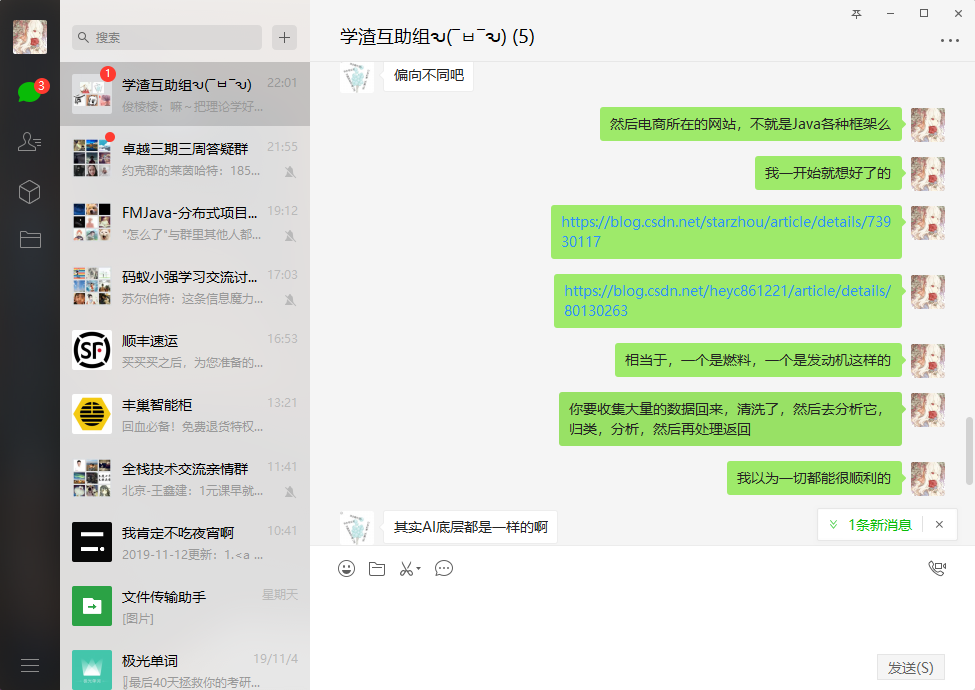 3
搜索
1
学渣互助组ԅ(¯ㅂ¯ԅ)
22:01
俊棱棱：嘛～把理论学好...
卓越三期三周答疑群
21:55
约克郡的莱茵哈特：185...
FMJava-分布式项目...
19:12
"怎么了"与群里其他人都...
码蚁小强学习交流讨...
17:03
苏尔伯特：这条信息魔力...
顺丰速运
16:53
买买买之后，为您准备的...
丰巢智能柜
13:21
回血必备！免费退货特权...
全栈技术交流亲情群
11:41
北京-王鑫建：1元课早就...
我肯定不吃夜宵啊
10:41
2019-11-12更新：1.<a ...
文件传输助手
星期天
[图片]
极光单词
19/11/4
最后40天拯救你的考研...
学渣互助组ԅ(¯ㅂ¯ԅ) (5)
偏向不同吧
然后电商所在的网站，不就是Java各种框架么
我一开始就想好了的
https://blog.csdn.net/starzhou/article/details/739
30117
https://blog.csdn.net/heyc861221/article/details/
80130263
相当于，一个是燃料，一个是发动机这样的
你要收集大量的数据回来，清洗了，然后去分析它，
归类，分析，然后再处理返回
我以为一切都能很顺利的
其实AI底层都是一样的啊
1条新消息
发送(S)